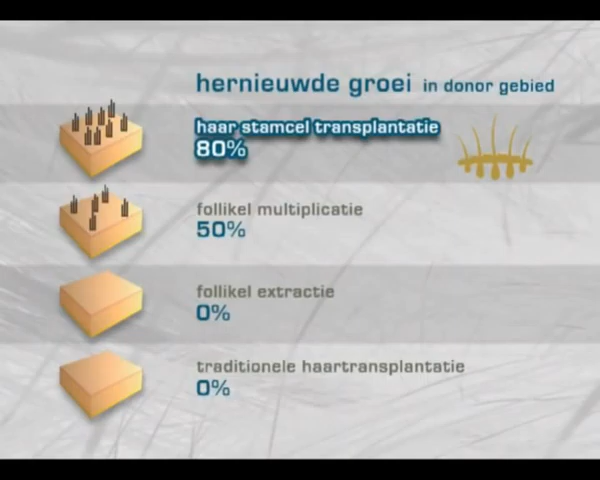 hernieuwde groei in donor gebied
haar stamcel transplantatie
80%
follikel multiplicatie
50%
follikel extractie
0%
traditionele haartransplantatie
0%